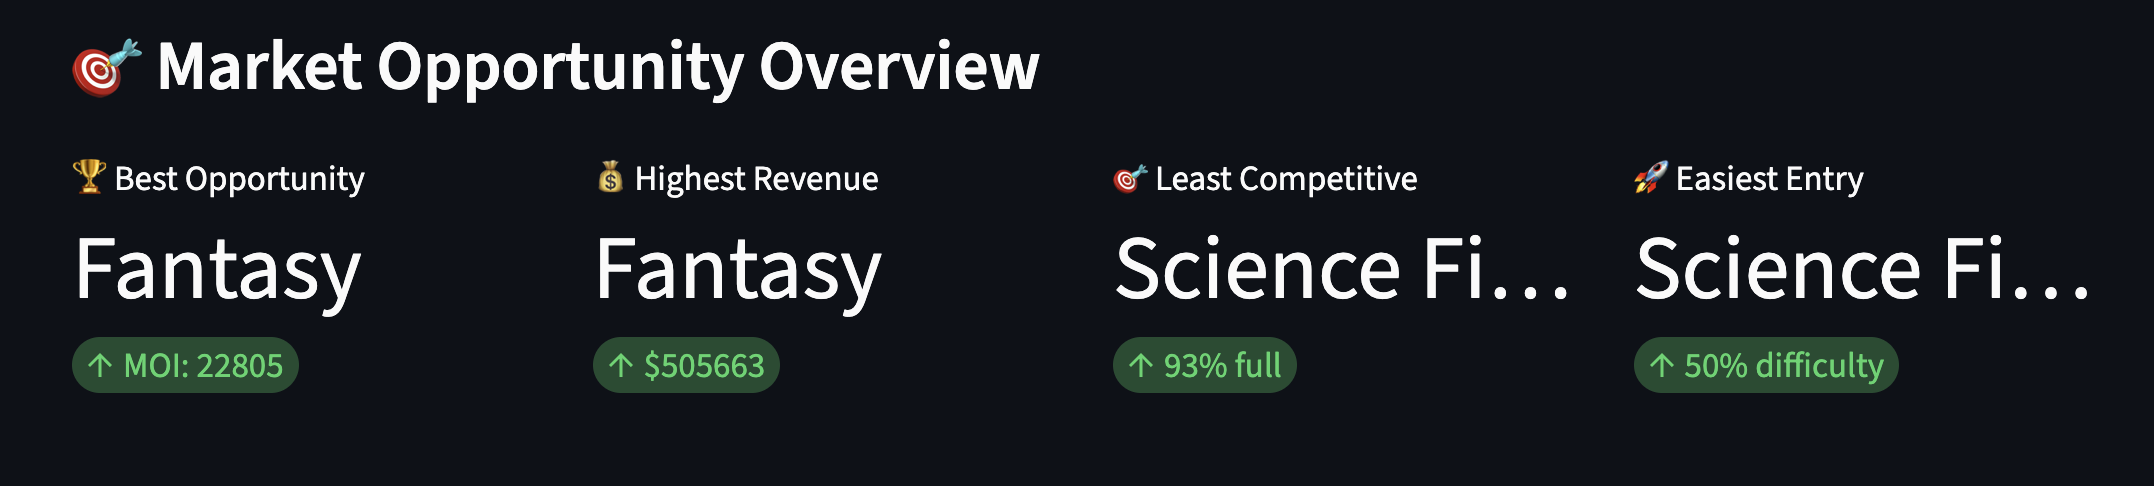 🎯 Market Opportunity Overview
🏆 Best Opportunity
Fantasy
↑ MOI: 22805
💰 Highest Revenue
Fantasy
↑ $505663
🎯 Least Competitive
Science Fi...
↑ 93% full
🚀 Easiest Entry
Science Fi...
↑ 50% difficulty